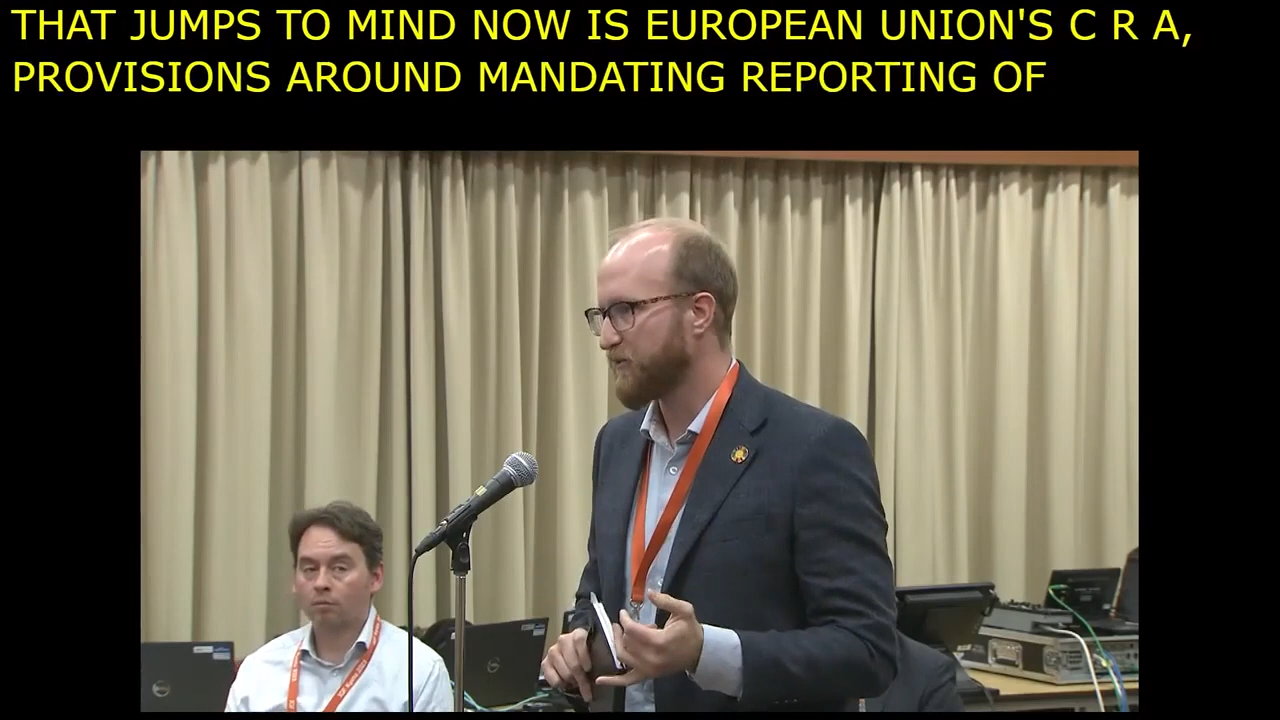 THAT JUMPS TO MIND NOW IS EUROPEAN UNION'S C R A,
PROVISIONS AROUND MANDATING REPORTING OF